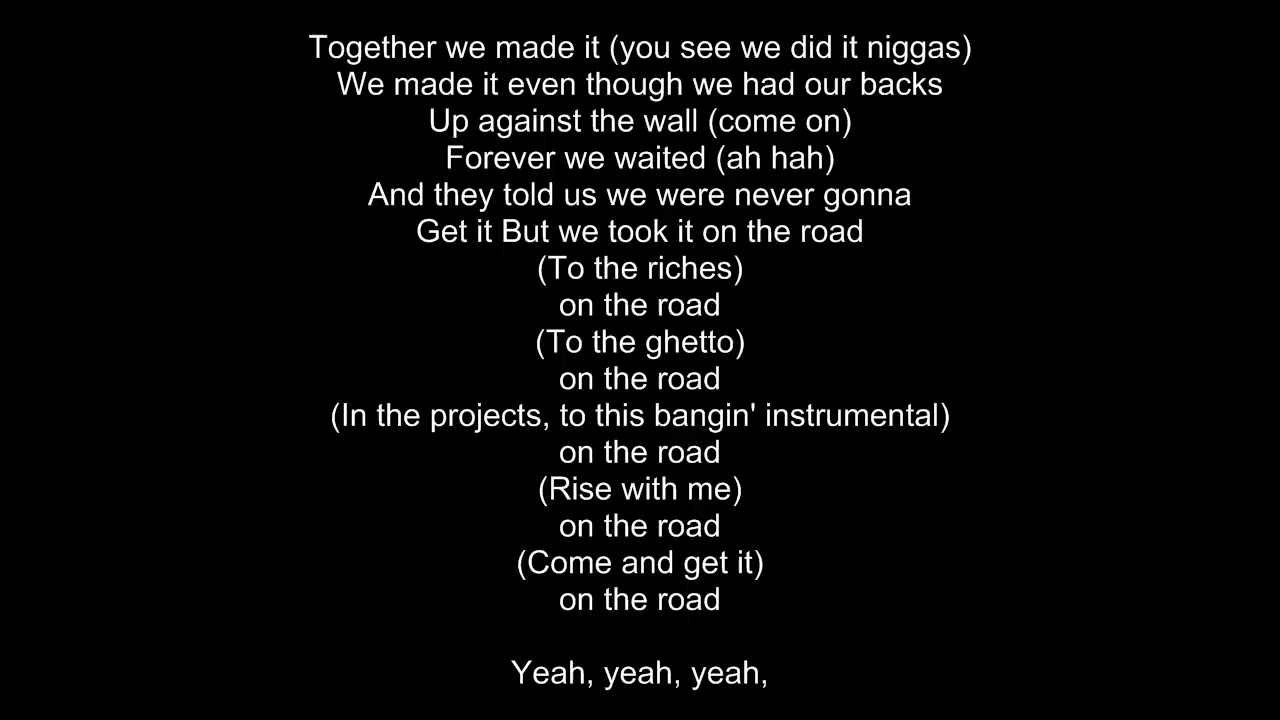 Together we made it (you see we did it niggas)
We made it even though we had our backs
Up against the wall (come on)
Forever we waited (ah hah)
And they told us we were never gonna
Get it But we took it on the road
(To the riches)
on the road
(To the ghetto)
on the road
(In the projects, to this bangin' instrumental)
on the road
(Rise with me)
on the road
(Come and get it)
on the road
Yeah, yeah, yeah,